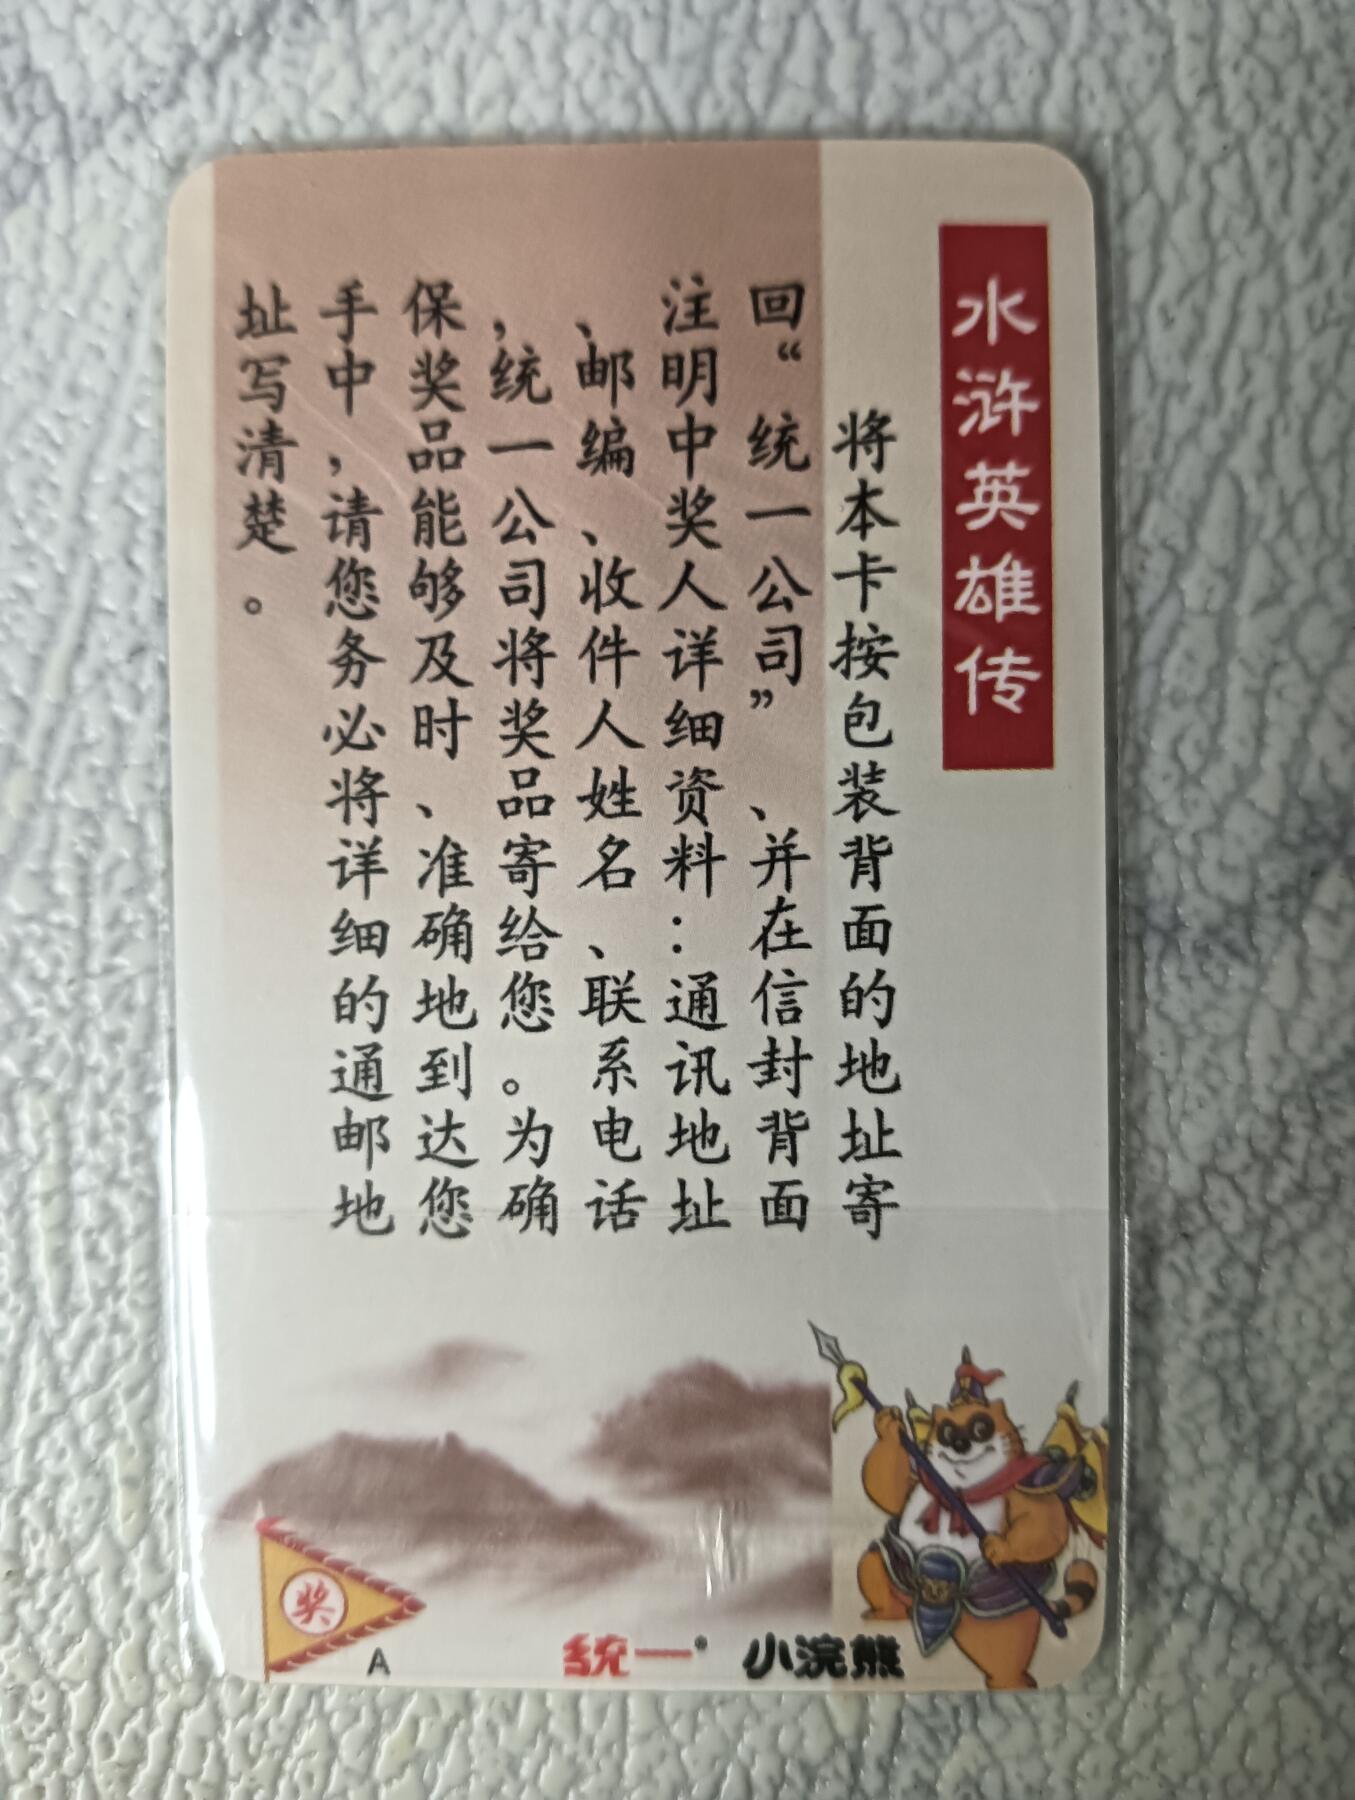 水浒英雄传
将本卡按包装背面的地址寄
回“统一公司”、并在信封背面
注明中奖人详细资料：通讯地址
、邮编、收件人姓名、联系电话
，统一公司将奖品寄给您。为确
保奖品能够及时、准确地到达您
手中，请您务必将详细的通邮地
址写清楚。
奖
A
統一® 小浣熊